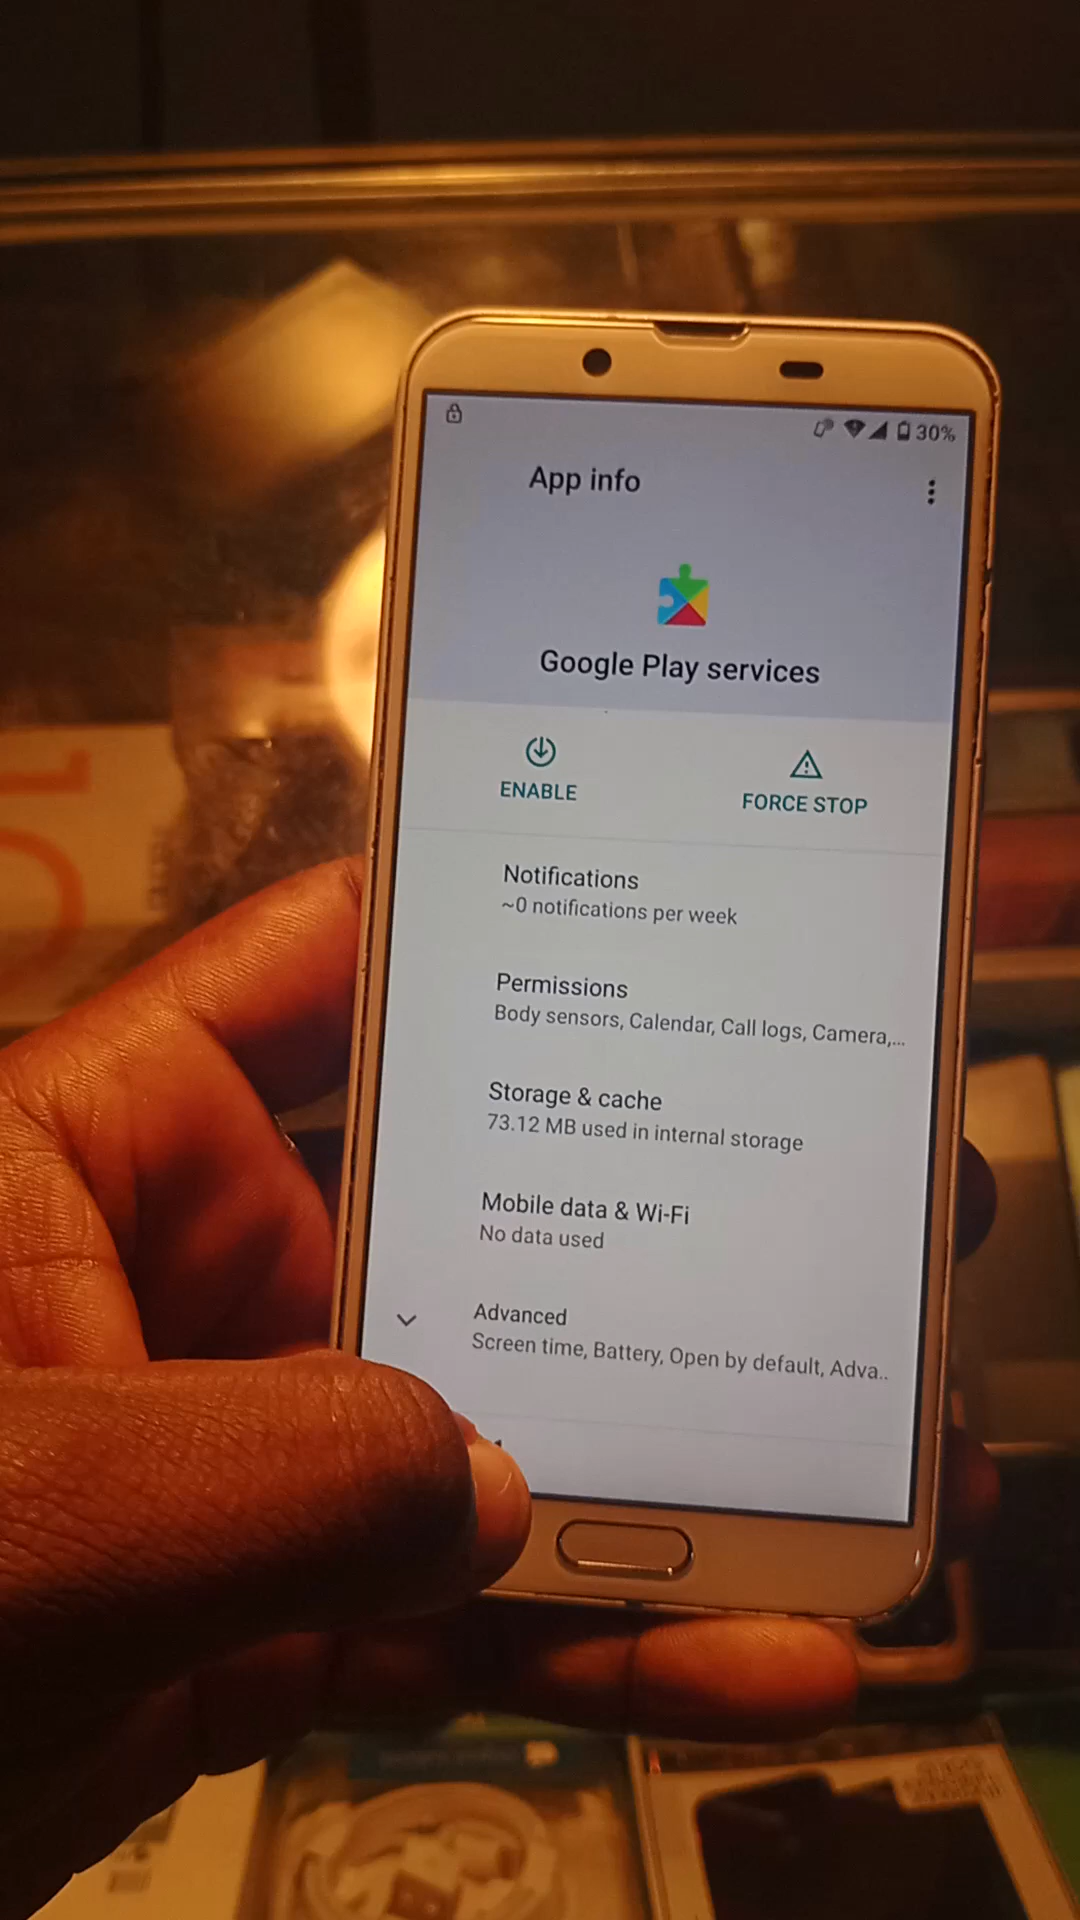 30%
App info
Google Play services
ENABLE
FORCE STOP
Notifications
~0 notifications per week
Permissions
Body sensors, Calendar, Call logs, Camera,...
Storage & cache
73.12 MB used in internal storage
Mobile data & Wi-Fi
No data used
Advanced
Screen time, Battery, Open by default, Adva..